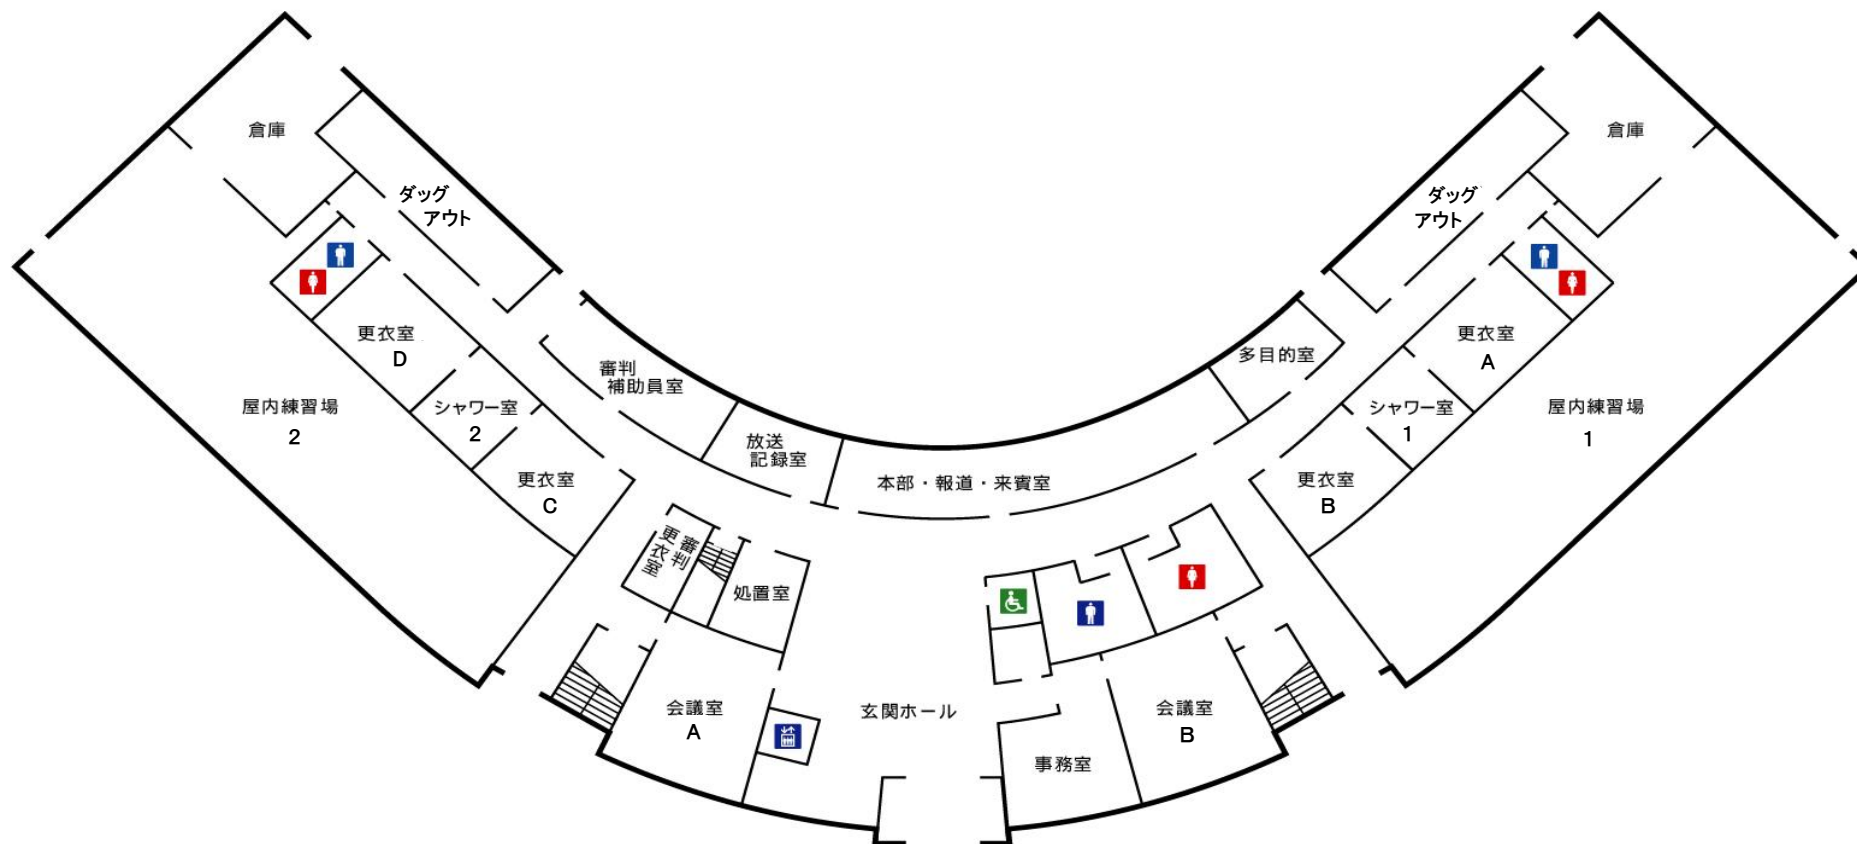 倉庫
ダッグ
アウト
更衣室
D
シャワー室
2
屋内練習場
2
更衣室
C
審判
補助員室
放送
記録室
本部・報道・来賓室
多目的室
ダッグ
アウト
倉庫
更衣室
A
シャワー室
1
屋内練習場
1
更衣室
B
審判
更衣室
処置室
会議室
A
玄関ホール
事務室
会議室
B